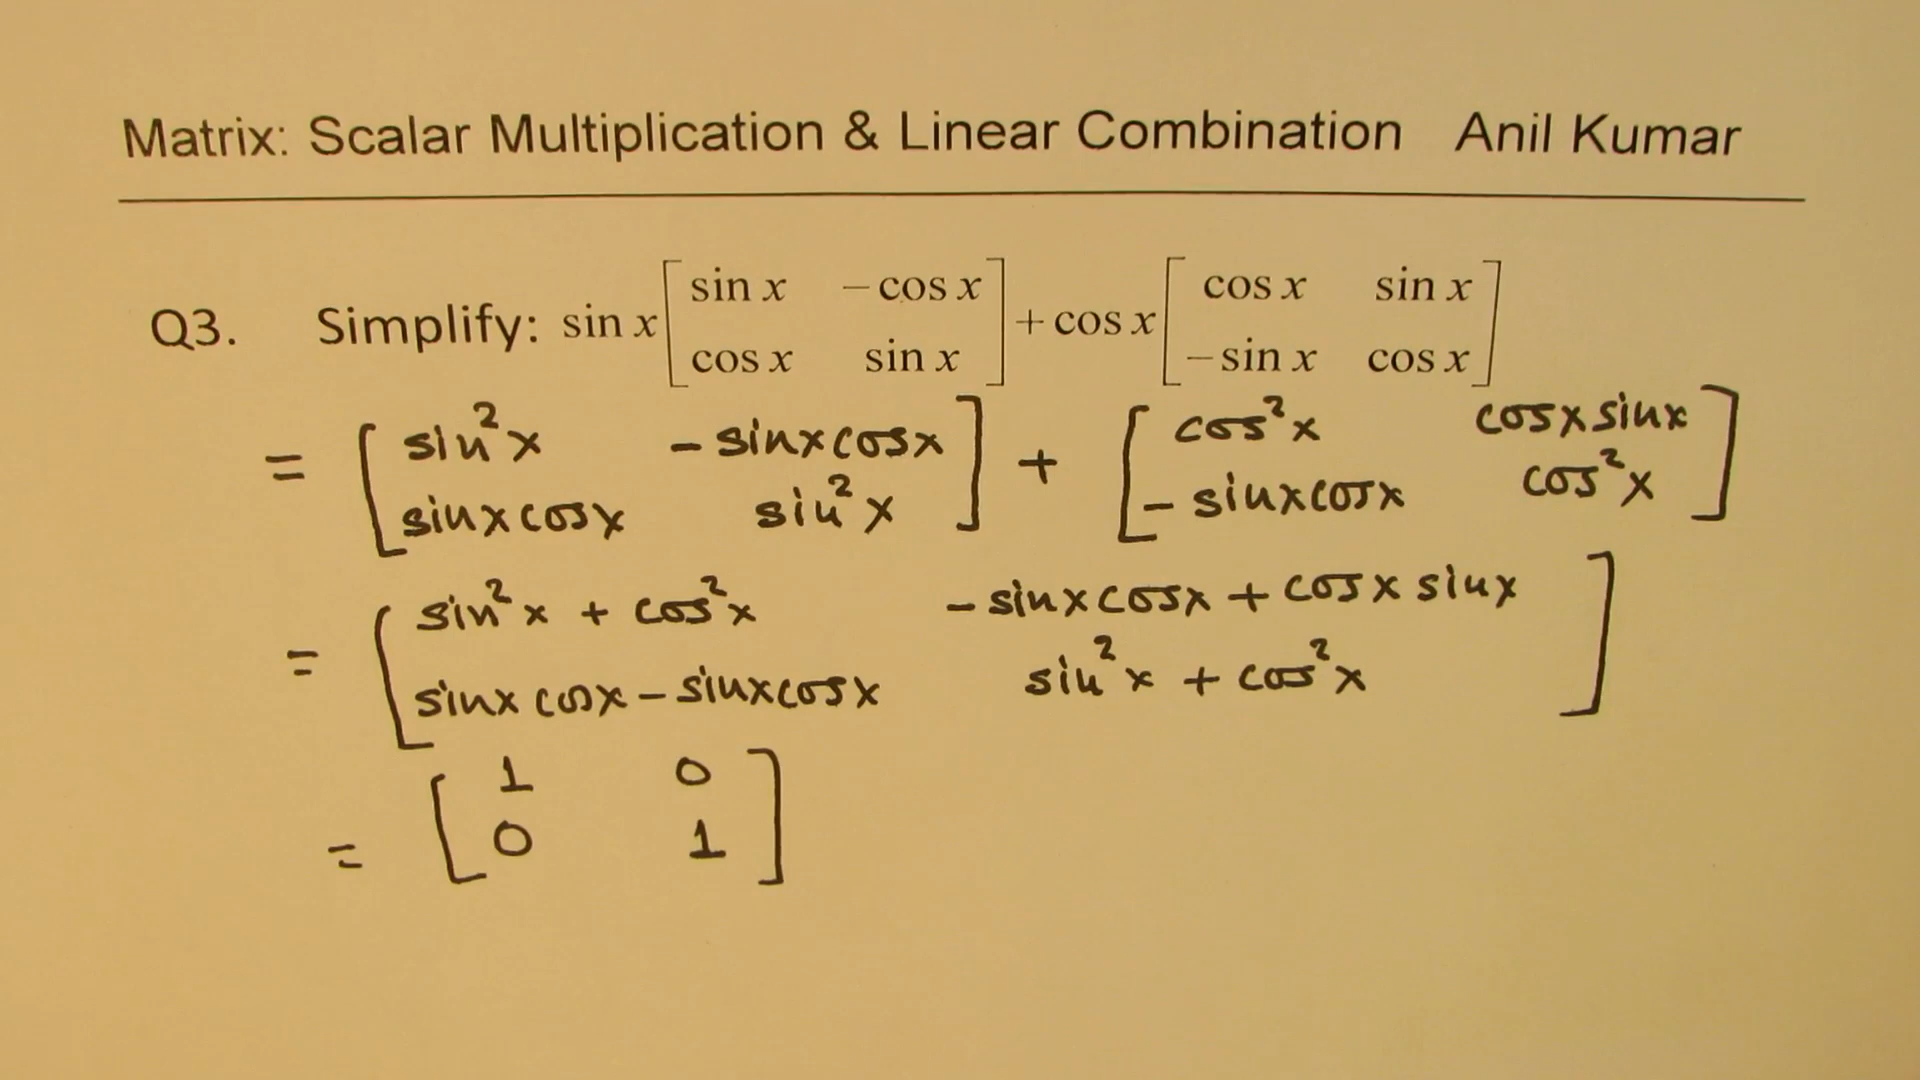 Matrix: Scalar Multiplication & Linear Combination Anil Kumar
Q3. Simplify: sin x [ sin x −cos x ; cos x sin x ] + cos x [ cos x sin x ; −sin x cos x ]
= [ sin²x − sinx cosx ; sinx cosx sin²x ] + [ cos²x cosx sinx ; − sinx cosx cos²x ]
= [ sin²x + cos²x − sinx cosx + cosx sinx ; sinx cosx − sinx cosx sin²x + cos²x ]
= [ 1 0 ; 0 1 ]